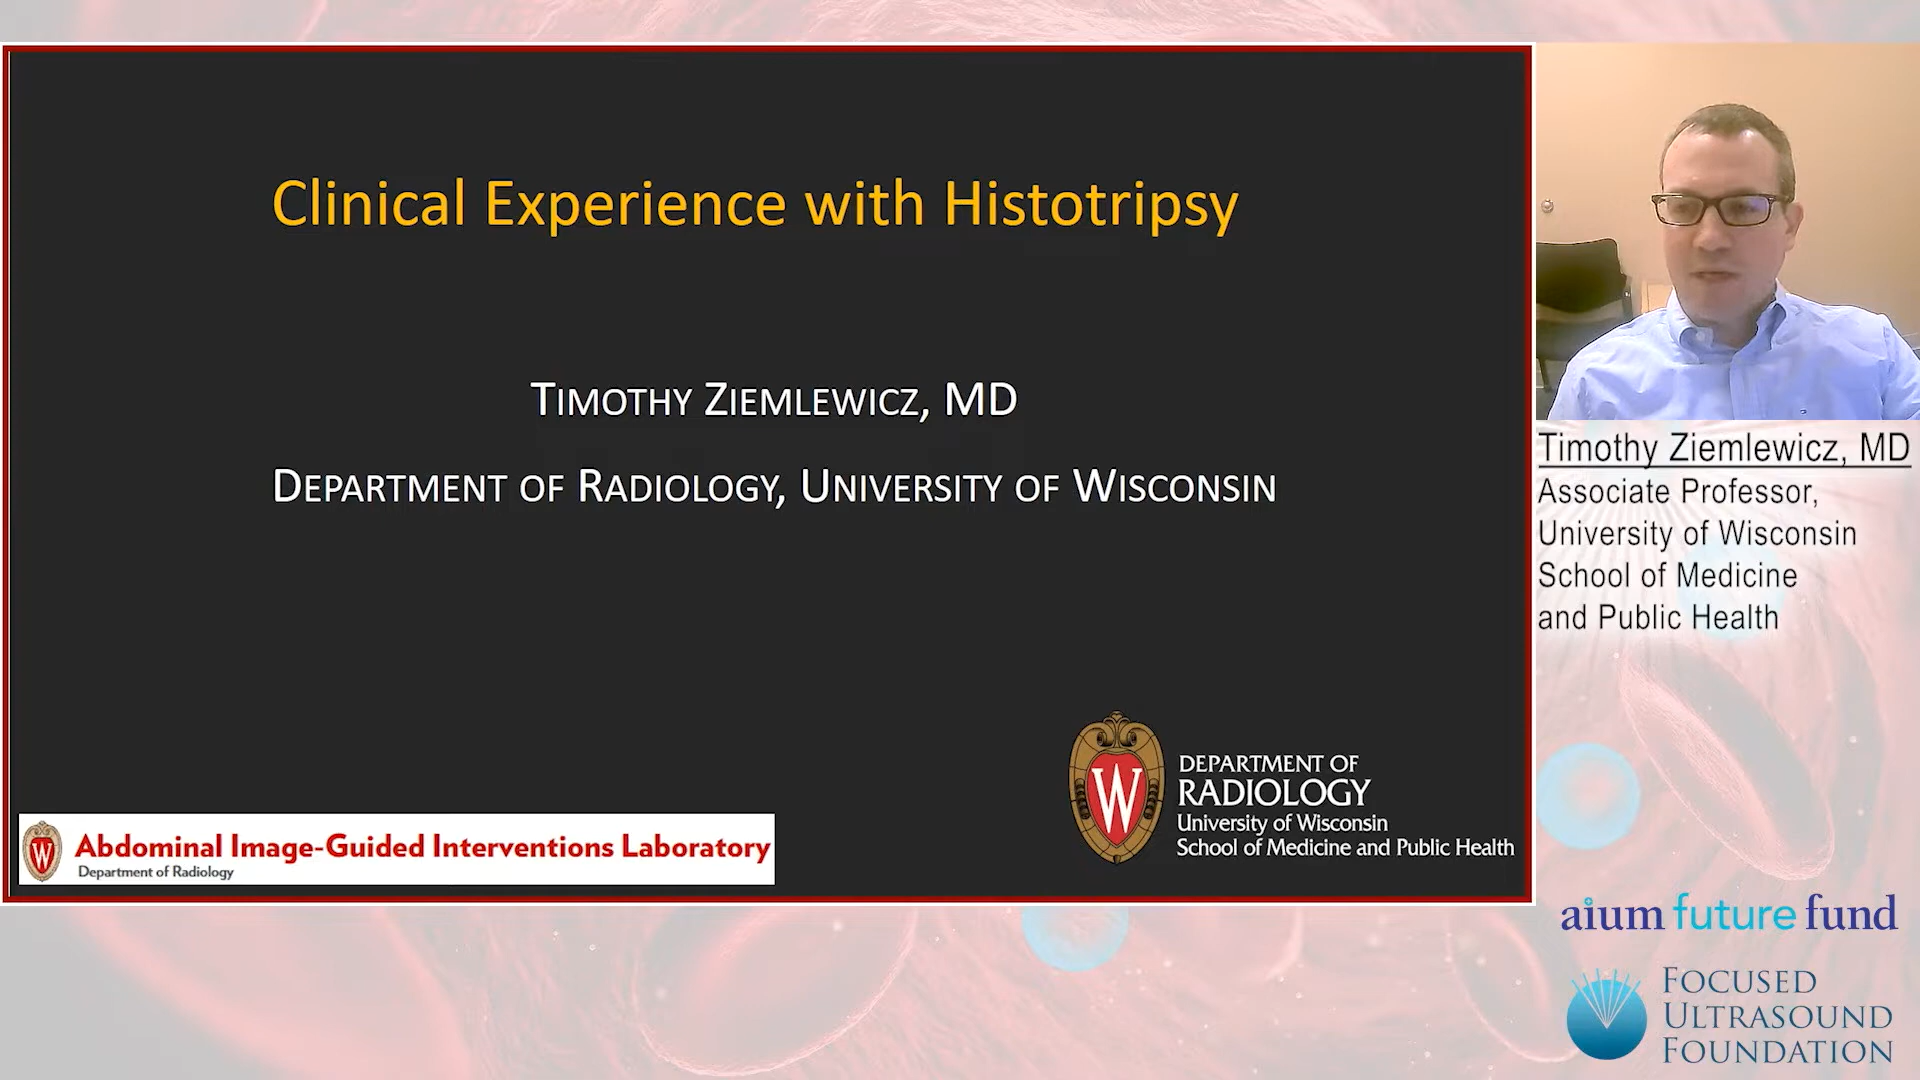 Clinical Experience with Histotripsy
TIMOTHY ZIEMLEWICZ, MD
DEPARTMENT OF RADIOLOGY, UNIVERSITY OF WISCONSIN
W
DEPARTMENT OF
RADIOLOGY
University of Wisconsin
School of Medicine and Public Health
W
Abdominal Image-Guided Interventions Laboratory
Department of Radiology
Timothy Ziemlewicz, MD
Associate Professor,
University of Wisconsin
School of Medicine
and Public Health
aium future fund
FOCUSED
ULTRASOUND
FOUNDATION